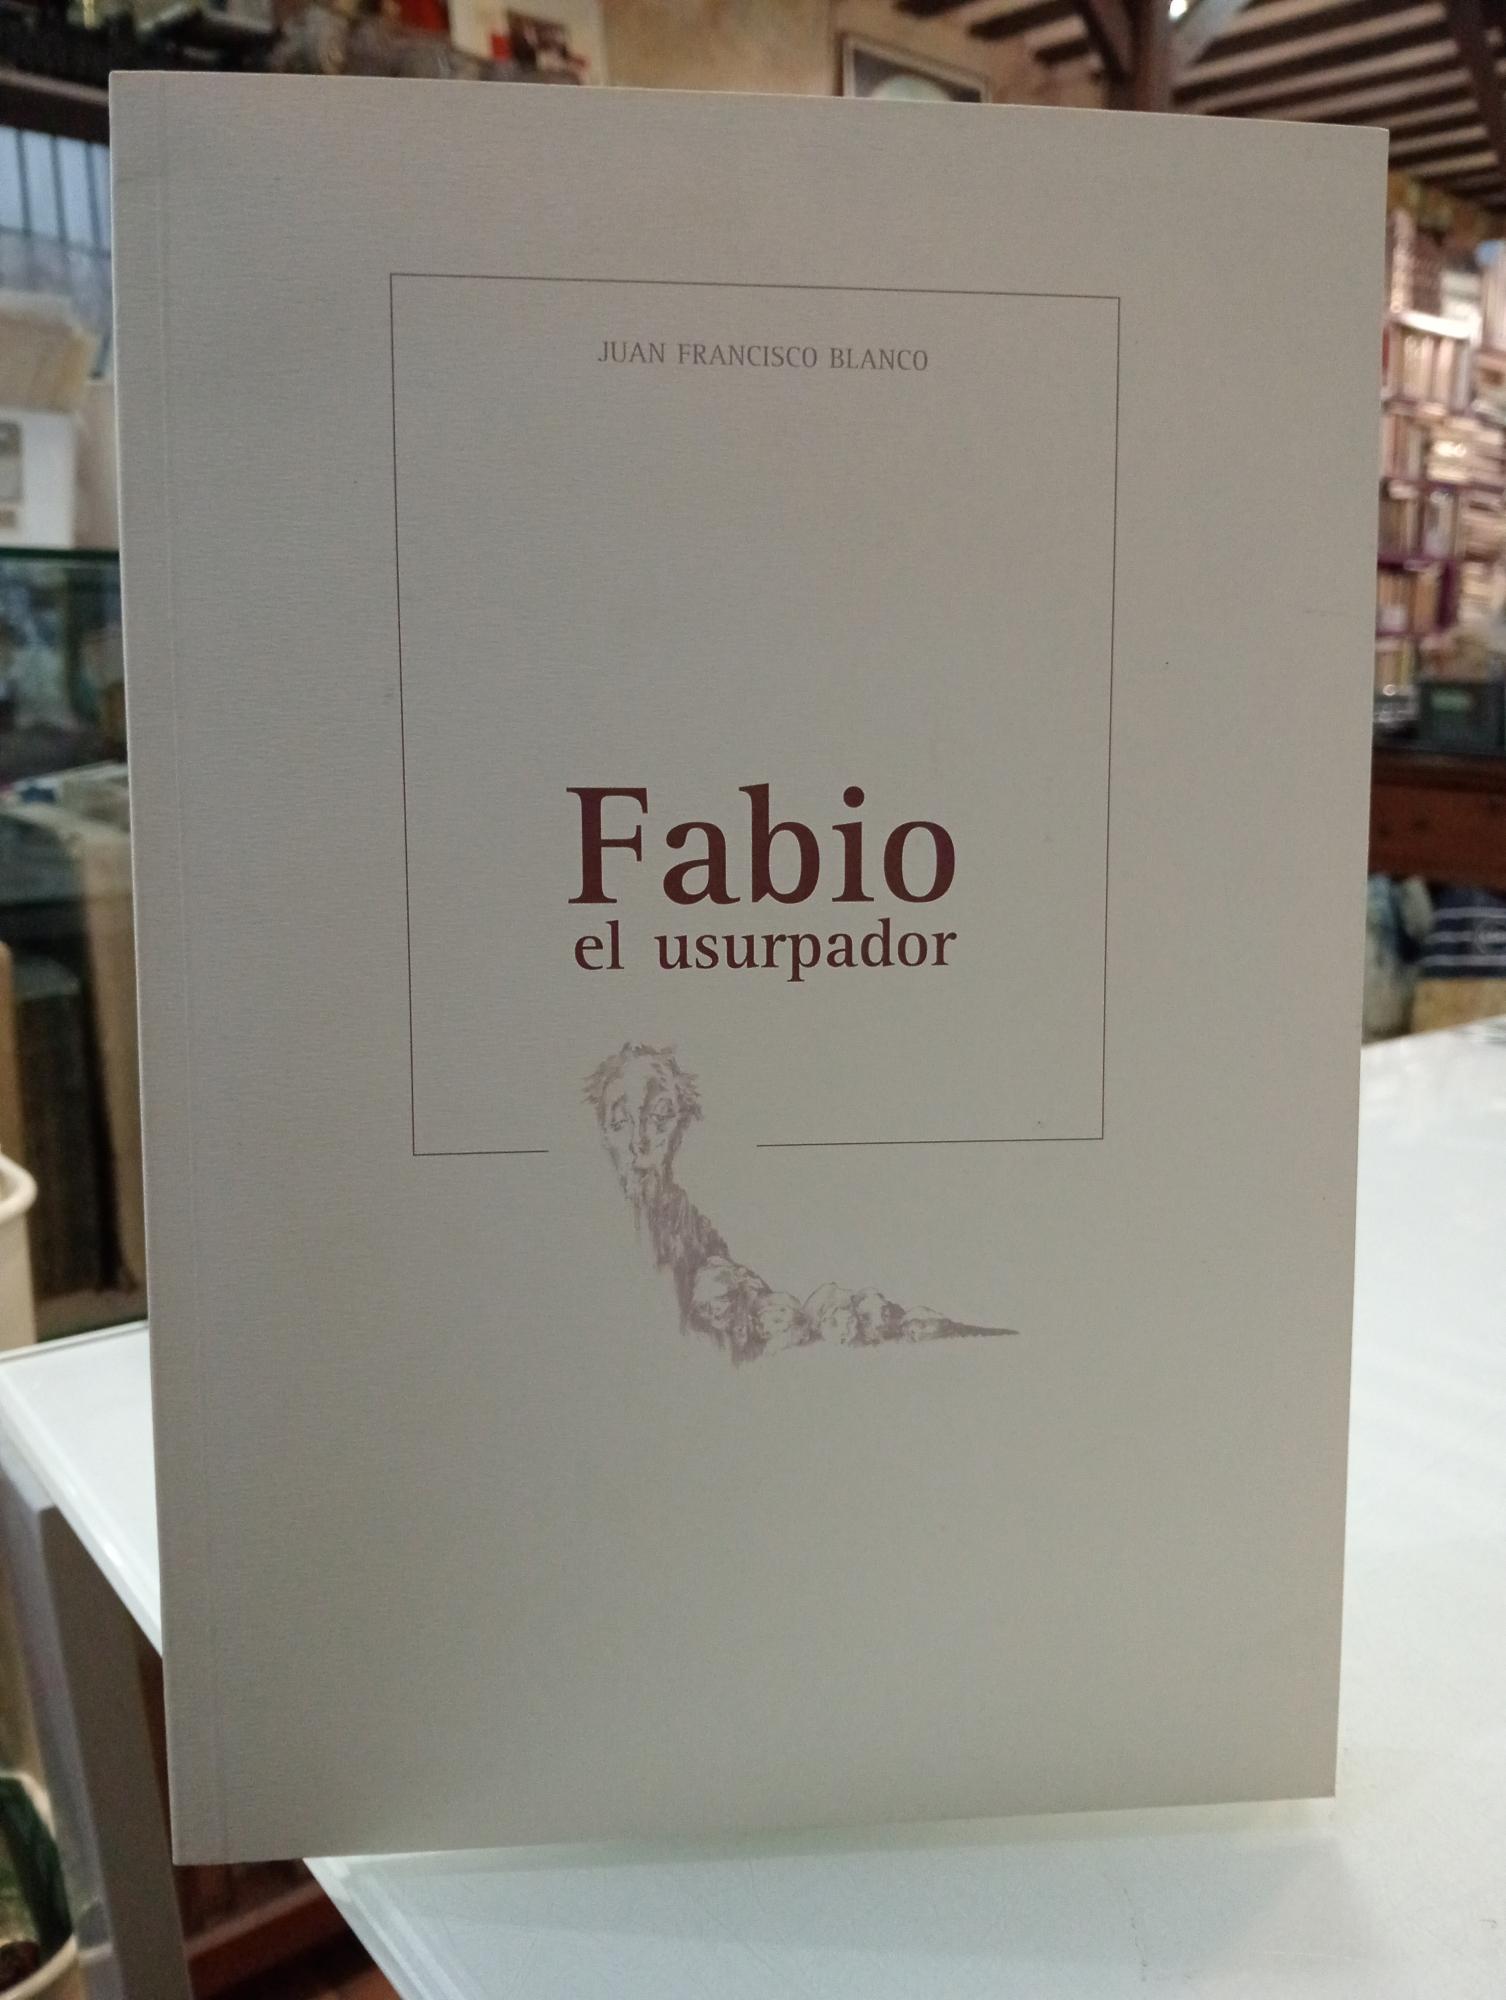 JUAN FRANCISCO BLANCO
Fabio
el usurpador